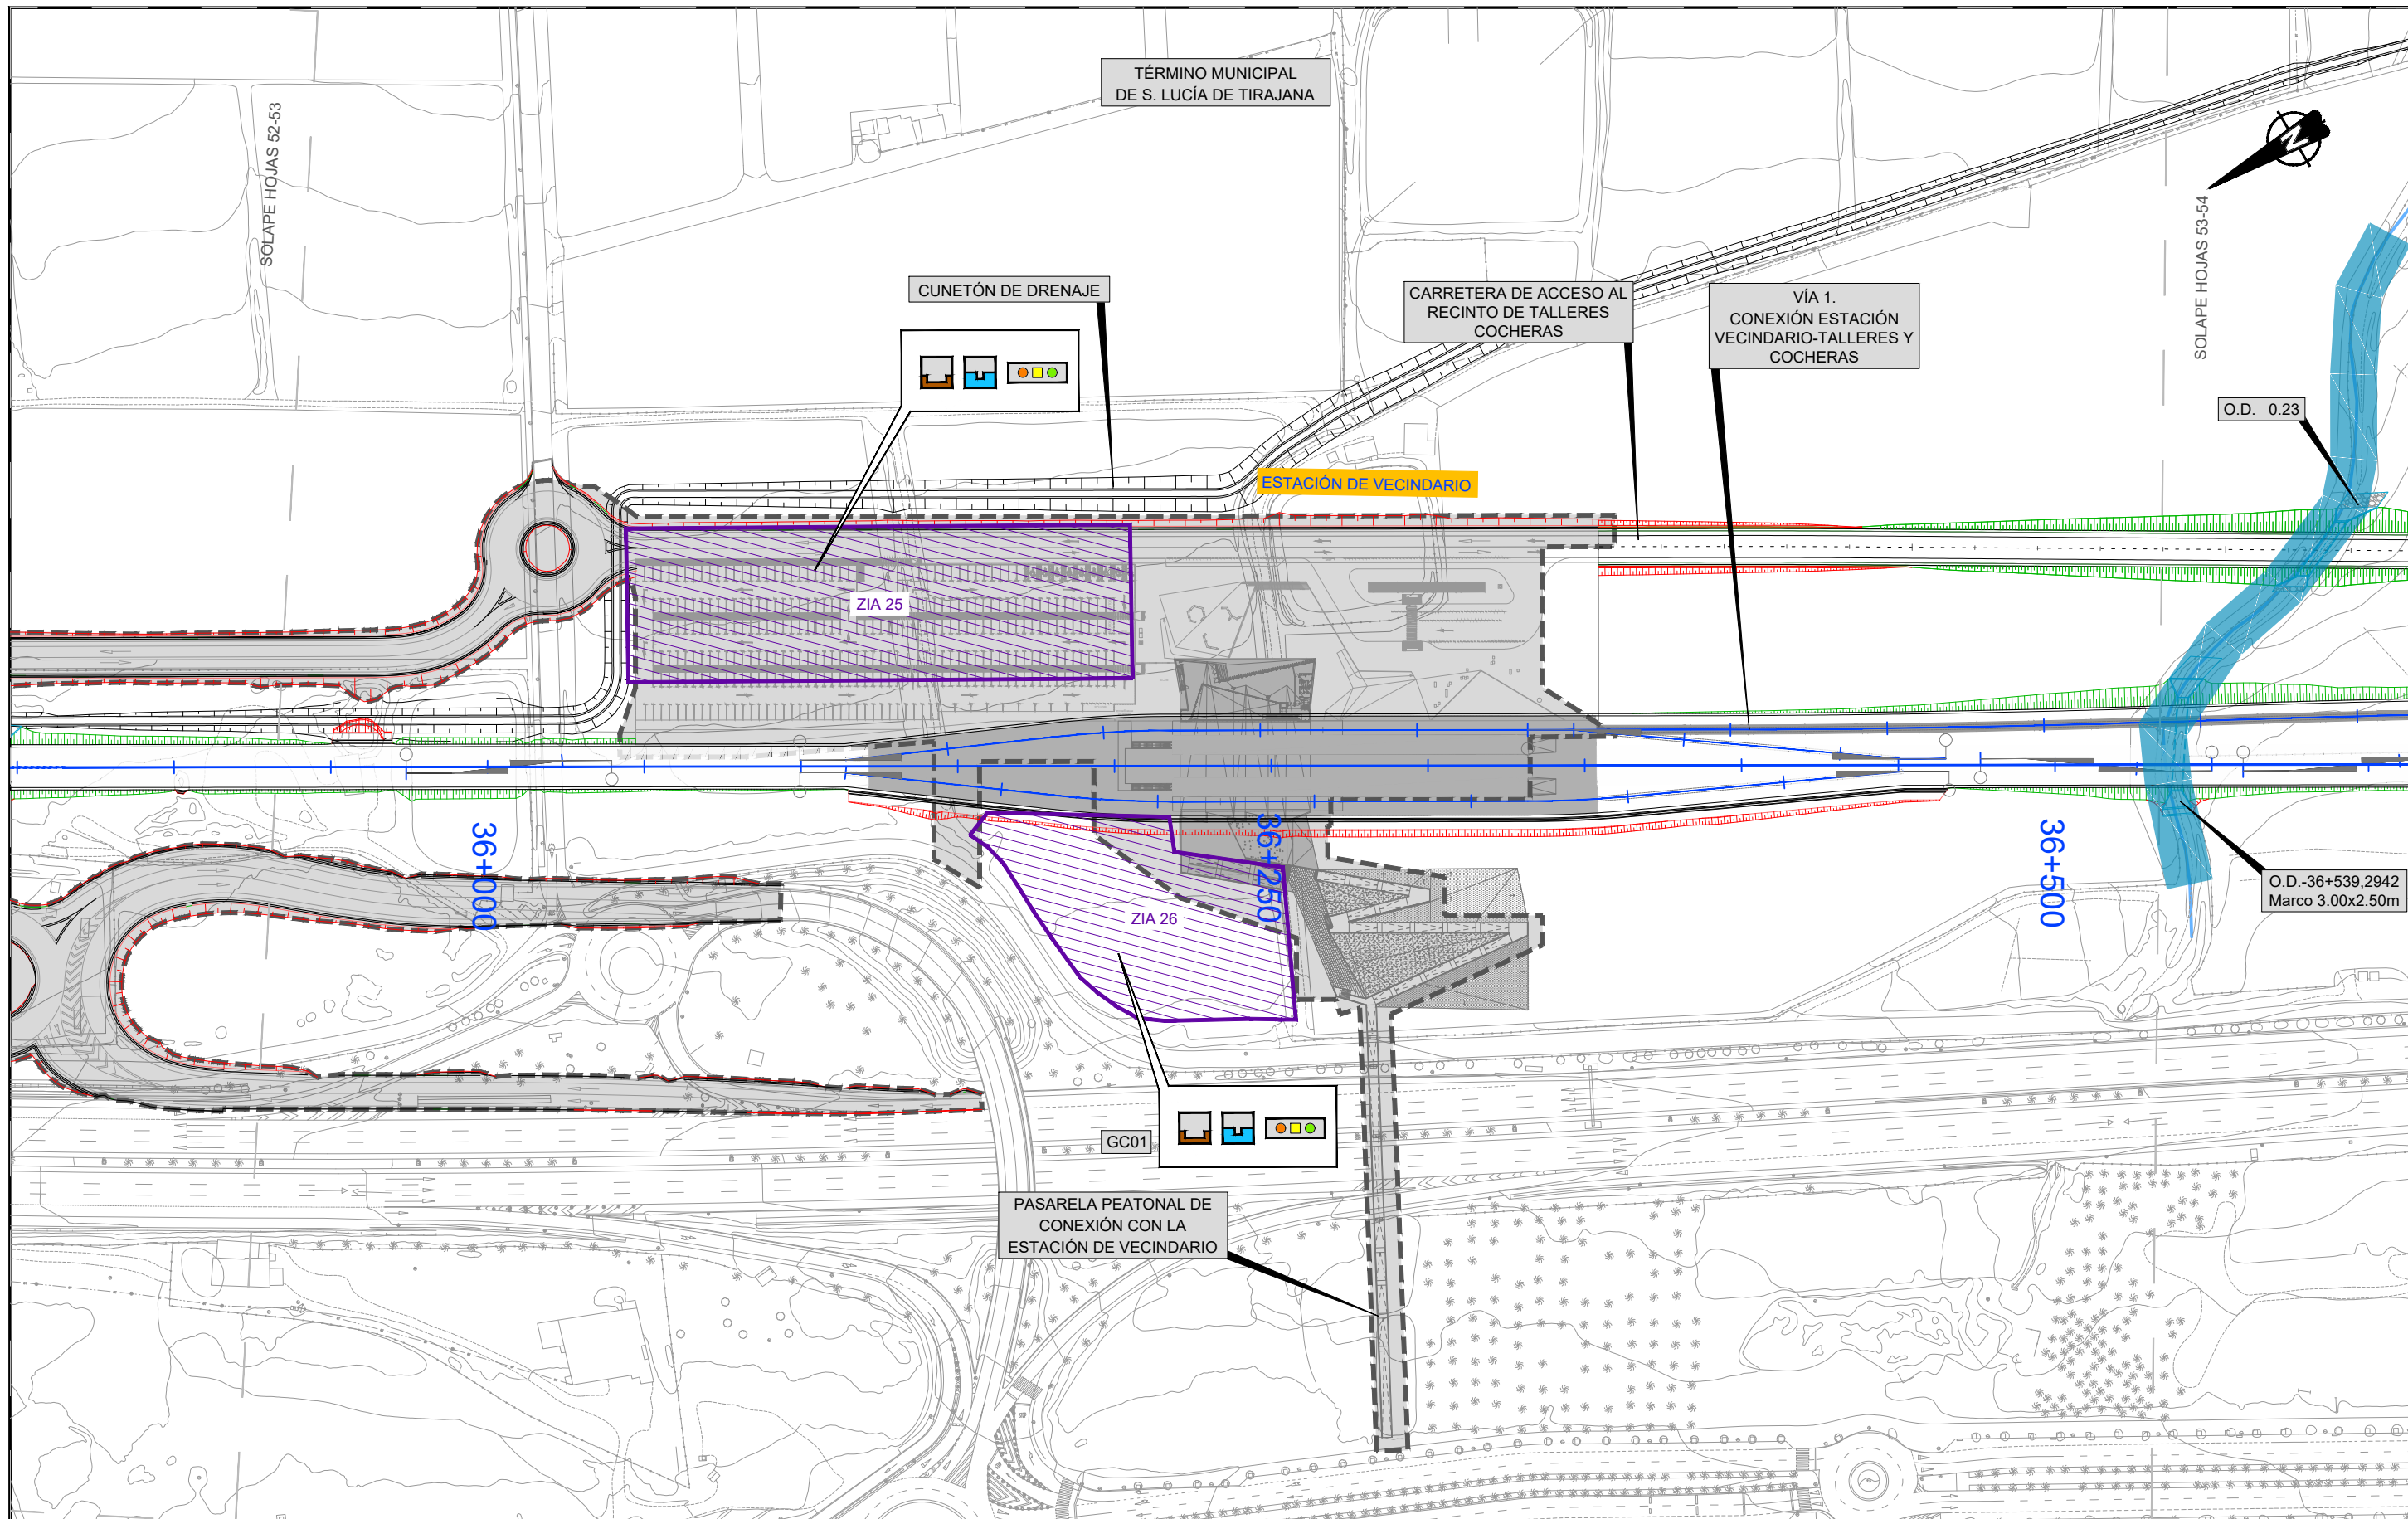 TÉRMINO MUNICIPAL
DE S. LUCÍA DE TIRAJANA
SOLAPE HOJAS 52-53
SOLAPE HOJAS 53-54
N
CUNETÓN DE DRENAJE
CARRETERA DE ACCESO AL
RECINTO DE TALLERES
COCHERAS
VÍA 1.
CONEXIÓN ESTACIÓN
VECINDARIO-TALLERES Y
COCHERAS
O.D. 0.23
ESTACIÓN DE VECINDARIO
ZIA 25
36+000
36+250
36+500
O.D.-36+539,2942
Marco 3.00x2.50m
ZIA 26
GC01
PASARELA PEATONAL DE
CONEXIÓN CON LA
ESTACIÓN DE VECINDARIO